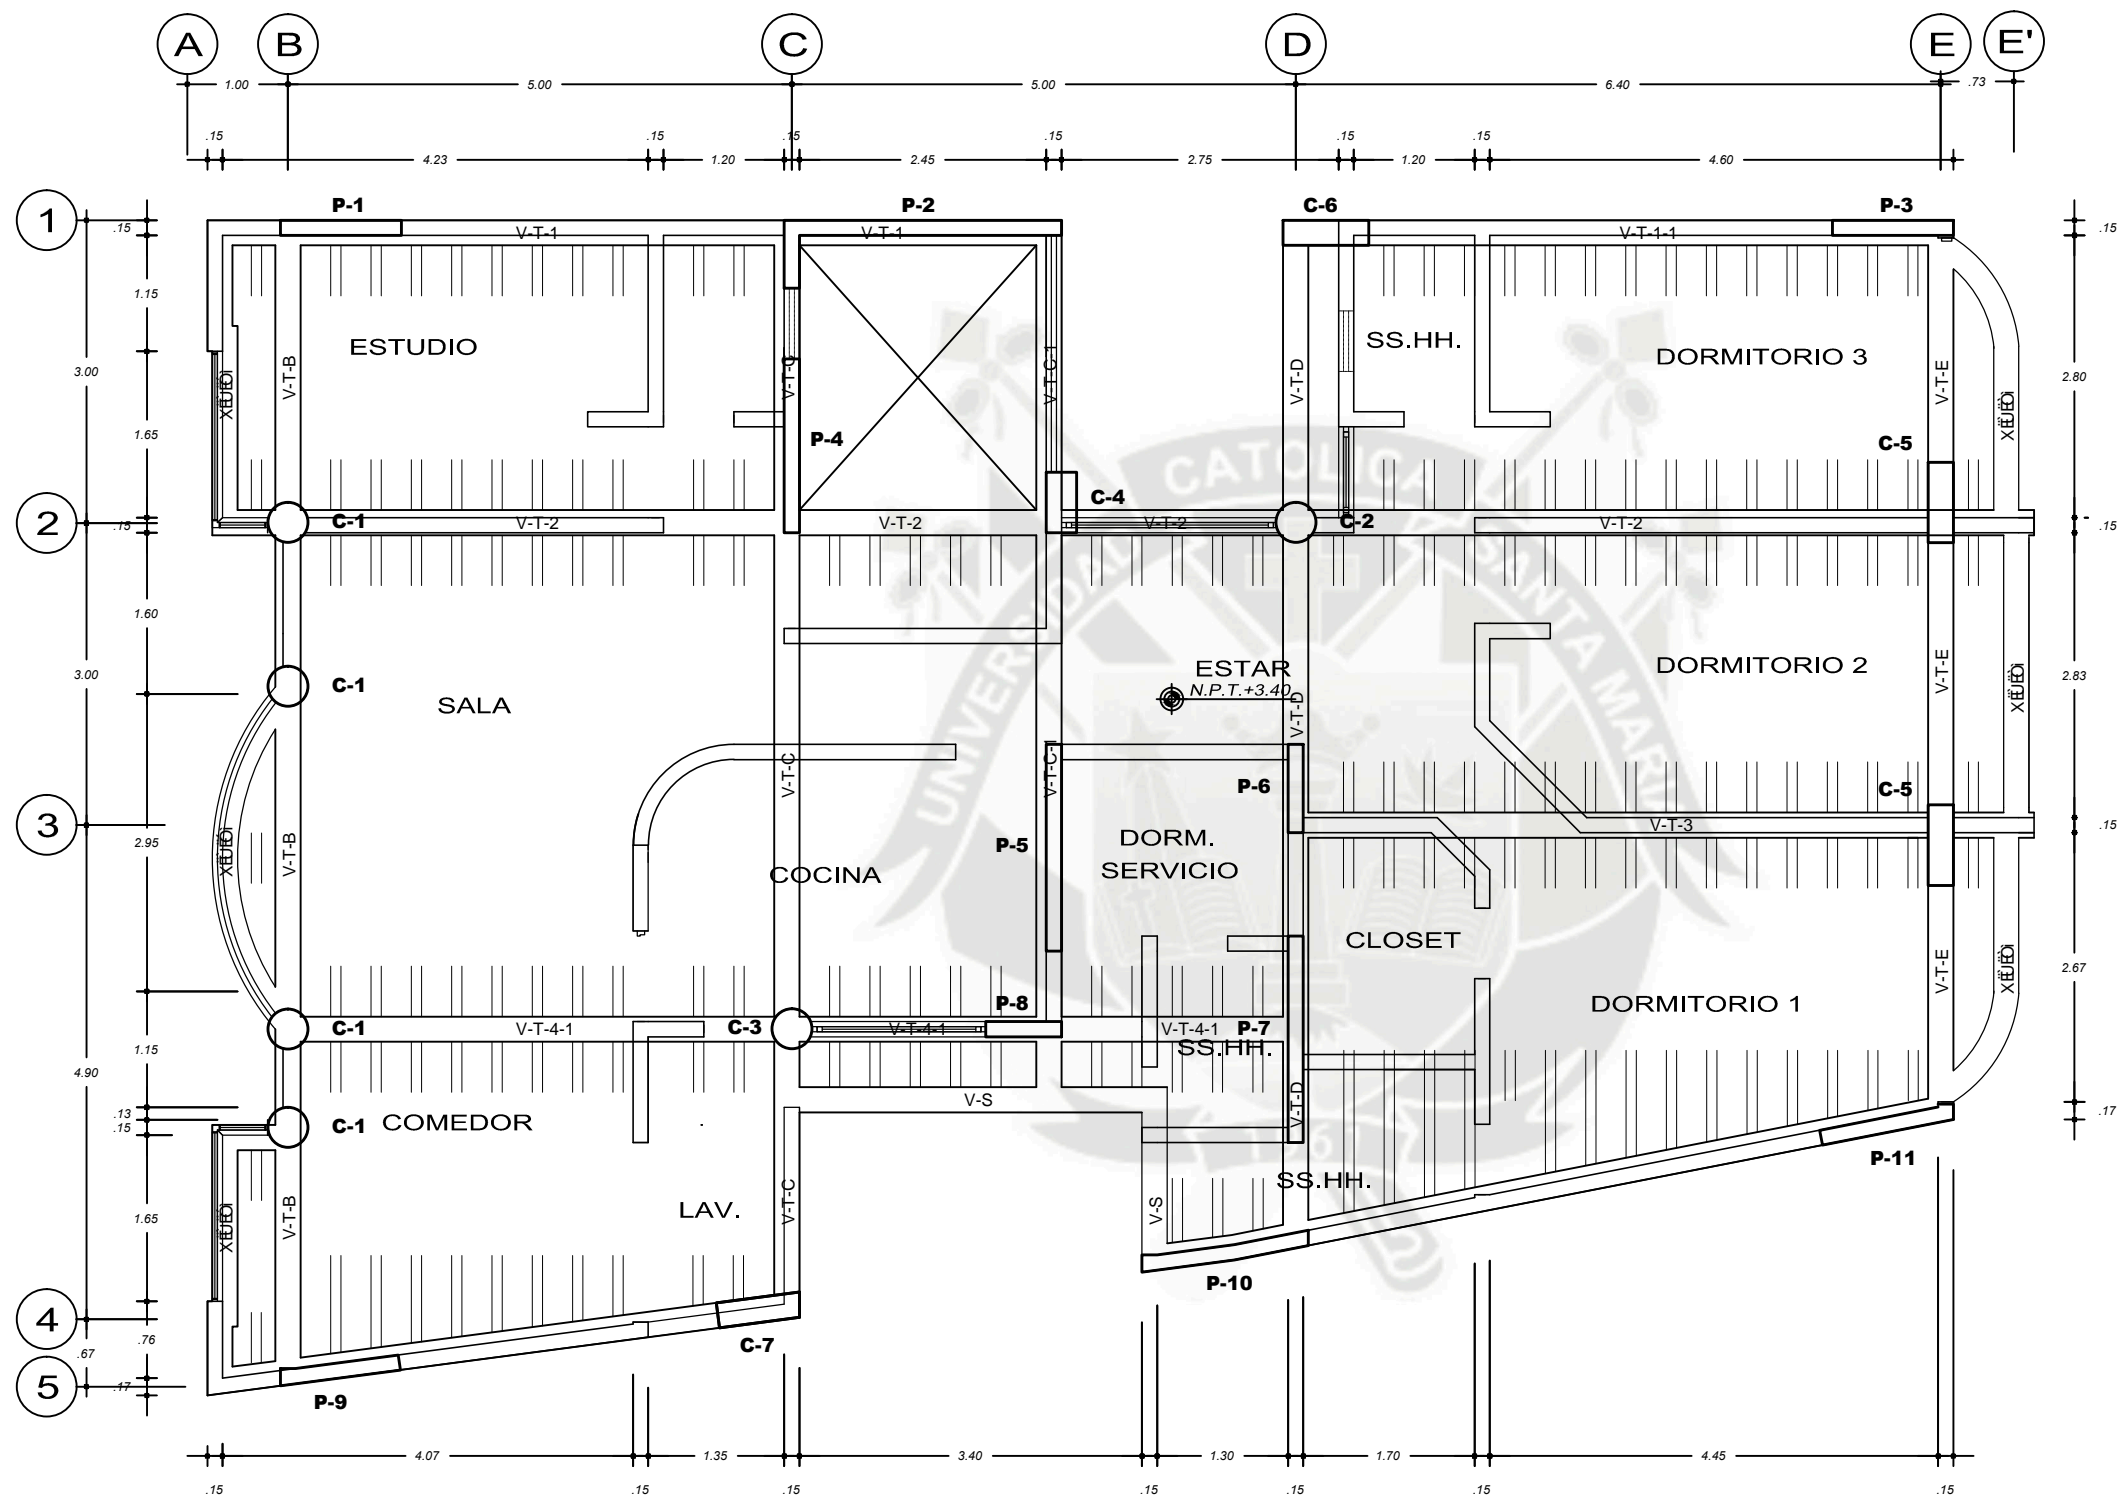 A B C D E E'
1.00 5.00 5.00 6.40 .73
.15 .15 .15 .15 .15 .15
4.23 1.20 2.45 2.75 1.20 4.60
1 P-1 P-2 C-6 P-3
.15 V-T-1 V-T-1 V-T-1-1 .15
1.15
ESTUDIO SS.HH. DORMITORIO 3
3.00 V-T-B V-T-C V-T-C-1 V-T-D V-T-E 2.80
1.65 P-4 C-5
C-4
2 .15 C-1 V-T-2 V-T-2 V-T-2 C-2 V-T-2 .15
CATOLICA
UNIVERSIDAD SANTA MARIA
1.60
3.00 C-1 SALA ESTAR DORMITORIO 2 2.83
N.P.T.+3.40
V-T-D V-T-E
V-T-C P-6 C-5
3 V-T-3 .15
2.95 V-T-B P-5 DORM.
COCINA SERVICIO
CLOSET
V-T-E 2.67
P-8 DORMITORIO 1
C-1 V-T-4-1 C-3 V-T-4-1 V-T-4-1 P-7
1.15 SS.HH.
4.90
.13 V-S V-T-D .17
.15 C-1 COMEDOR
P-11
SS.HH.
1.65 V-T-B LAV. V-T-C V-S
P-10
4
.76 C-7
.67
5 .17
P-9
4.07 1.35 3.40 1.30 1.70 4.45
.15 .15 .15 .15 .15 .15 .15